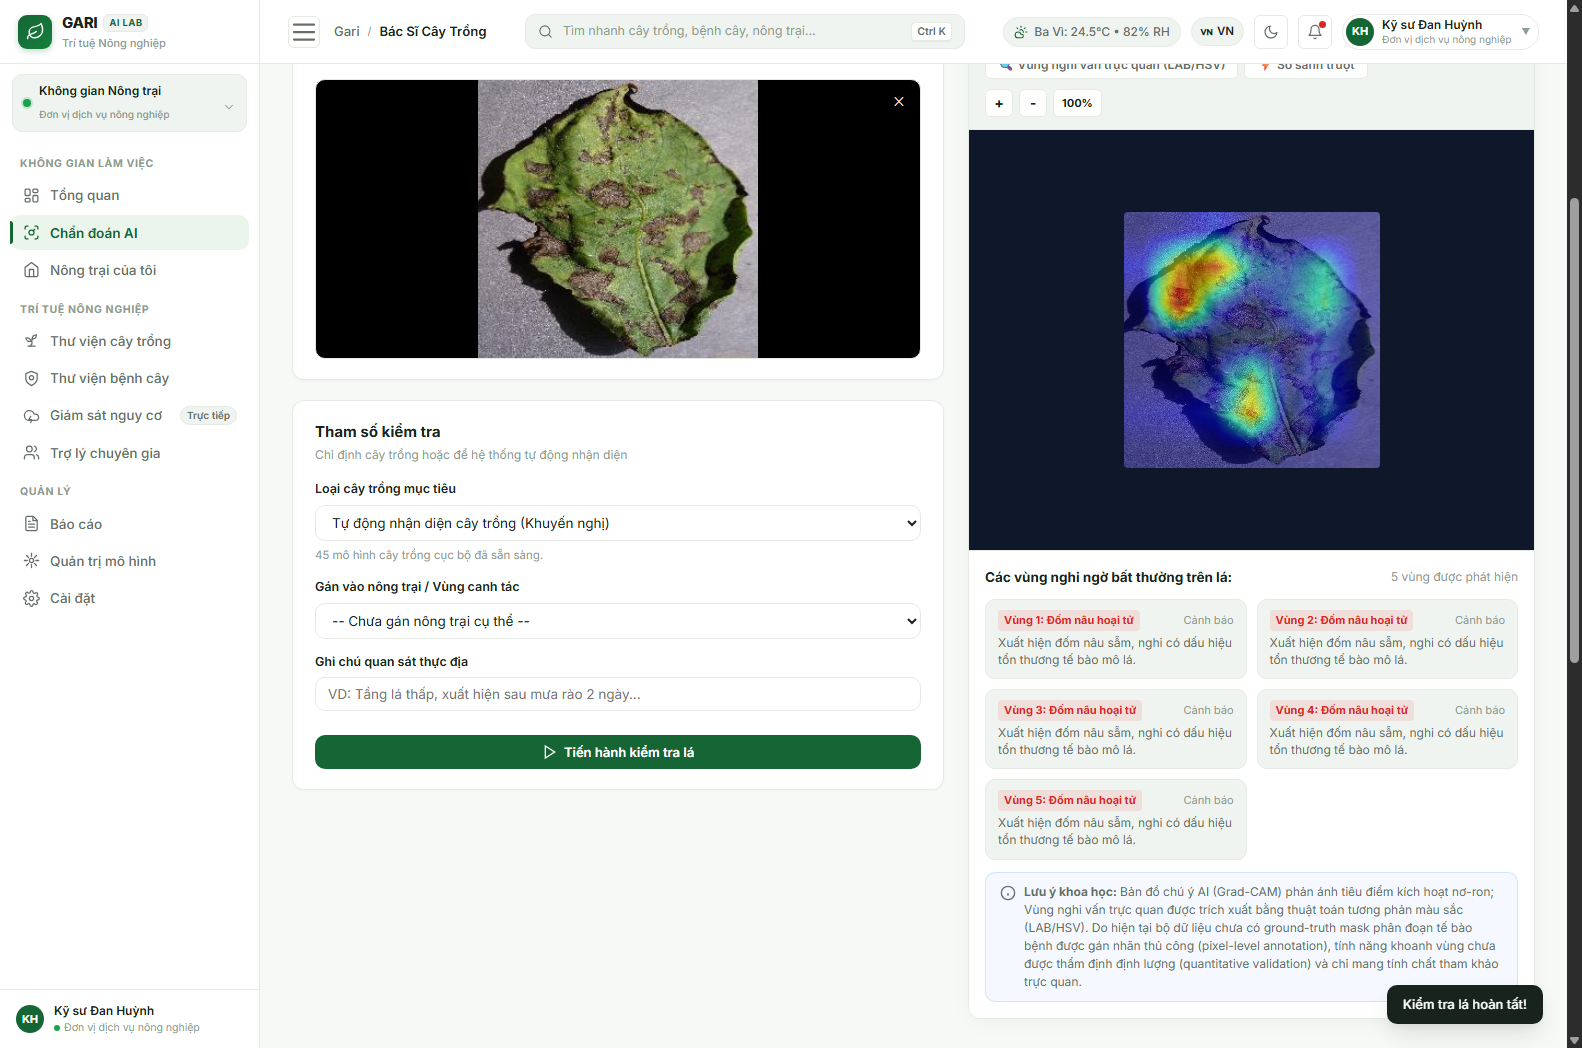 GARI AI LAB
Trí tuệ Nông nghiệp
Gari / Bác Sĩ Cây Trồng
Tìm nhanh cây trồng, bệnh cây, nông trại...
Ctrl K
Ba Vì: 24.5°C • 82% RH
VN VN
KH
Kỹ sư Đan Huỳnh
Đơn vị dịch vụ nông nghiệp
Không gian Nông trại
Đơn vị dịch vụ nông nghiệp
KHÔNG GIAN LÀM VIỆC
Tổng quan
Chẩn đoán AI
Nông trại của tôi
TRÍ TUỆ NÔNG NGHIỆP
Thư viện cây trồng
Thư viện bệnh cây
Giám sát nguy cơ Trực tiếp
Trợ lý chuyên gia
QUẢN LÝ
Báo cáo
Quản trị mô hình
Cài đặt
KH
Kỹ sư Đan Huỳnh
Đơn vị dịch vụ nông nghiệp
Tham số kiểm tra
Chỉ định cây trồng hoặc để hệ thống tự động nhận diện
Loại cây trồng mục tiêu
Tự động nhận diện cây trồng (Khuyến nghị)
45 mô hình cây trồng cục bộ đã sẵn sàng.
Gán vào nông trại / Vùng canh tác
-- Chưa gán nông trại cụ thể --
Ghi chú quan sát thực địa
VD: Tầng lá thấp, xuất hiện sau mưa rào 2 ngày...
Tiến hành kiểm tra lá
Vùng nghi vấn trực quan (LAB/HSV)
So sánh trượt
+
-
100%
Các vùng nghi ngờ bất thường trên lá:
5 vùng được phát hiện
Vùng 1: Đốm nâu hoại tử
Cảnh báo
Xuất hiện đốm nâu sẫm, nghi có dấu hiệu
tổn thương tế bào mô lá.
Vùng 2: Đốm nâu hoại tử
Cảnh báo
Xuất hiện đốm nâu sẫm, nghi có dấu hiệu
tổn thương tế bào mô lá.
Vùng 3: Đốm nâu hoại tử
Cảnh báo
Xuất hiện đốm nâu sẫm, nghi có dấu hiệu
tổn thương tế bào mô lá.
Vùng 4: Đốm nâu hoại tử
Cảnh báo
Xuất hiện đốm nâu sẫm, nghi có dấu hiệu
tổn thương tế bào mô lá.
Vùng 5: Đốm nâu hoại tử
Cảnh báo
Xuất hiện đốm nâu sẫm, nghi có dấu hiệu
tổn thương tế bào mô lá.
Lưu ý khoa học: Bản đồ chú ý AI (Grad-CAM) phản ánh tiêu điểm kích hoạt nơ-ron;
Vùng nghi vấn trực quan được trích xuất bằng thuật toán tương phản màu sắc
(LAB/HSV). Do hiện tại bộ dữ liệu chưa có ground-truth mask phân đoạn tế bào
bệnh được gán nhãn thủ công (pixel-level annotation), tính năng khoanh vùng chưa
được thẩm định định lượng (quantitative validation) và chỉ mang tính chất tham khảo
trực quan.
Kiểm tra lá hoàn tất!